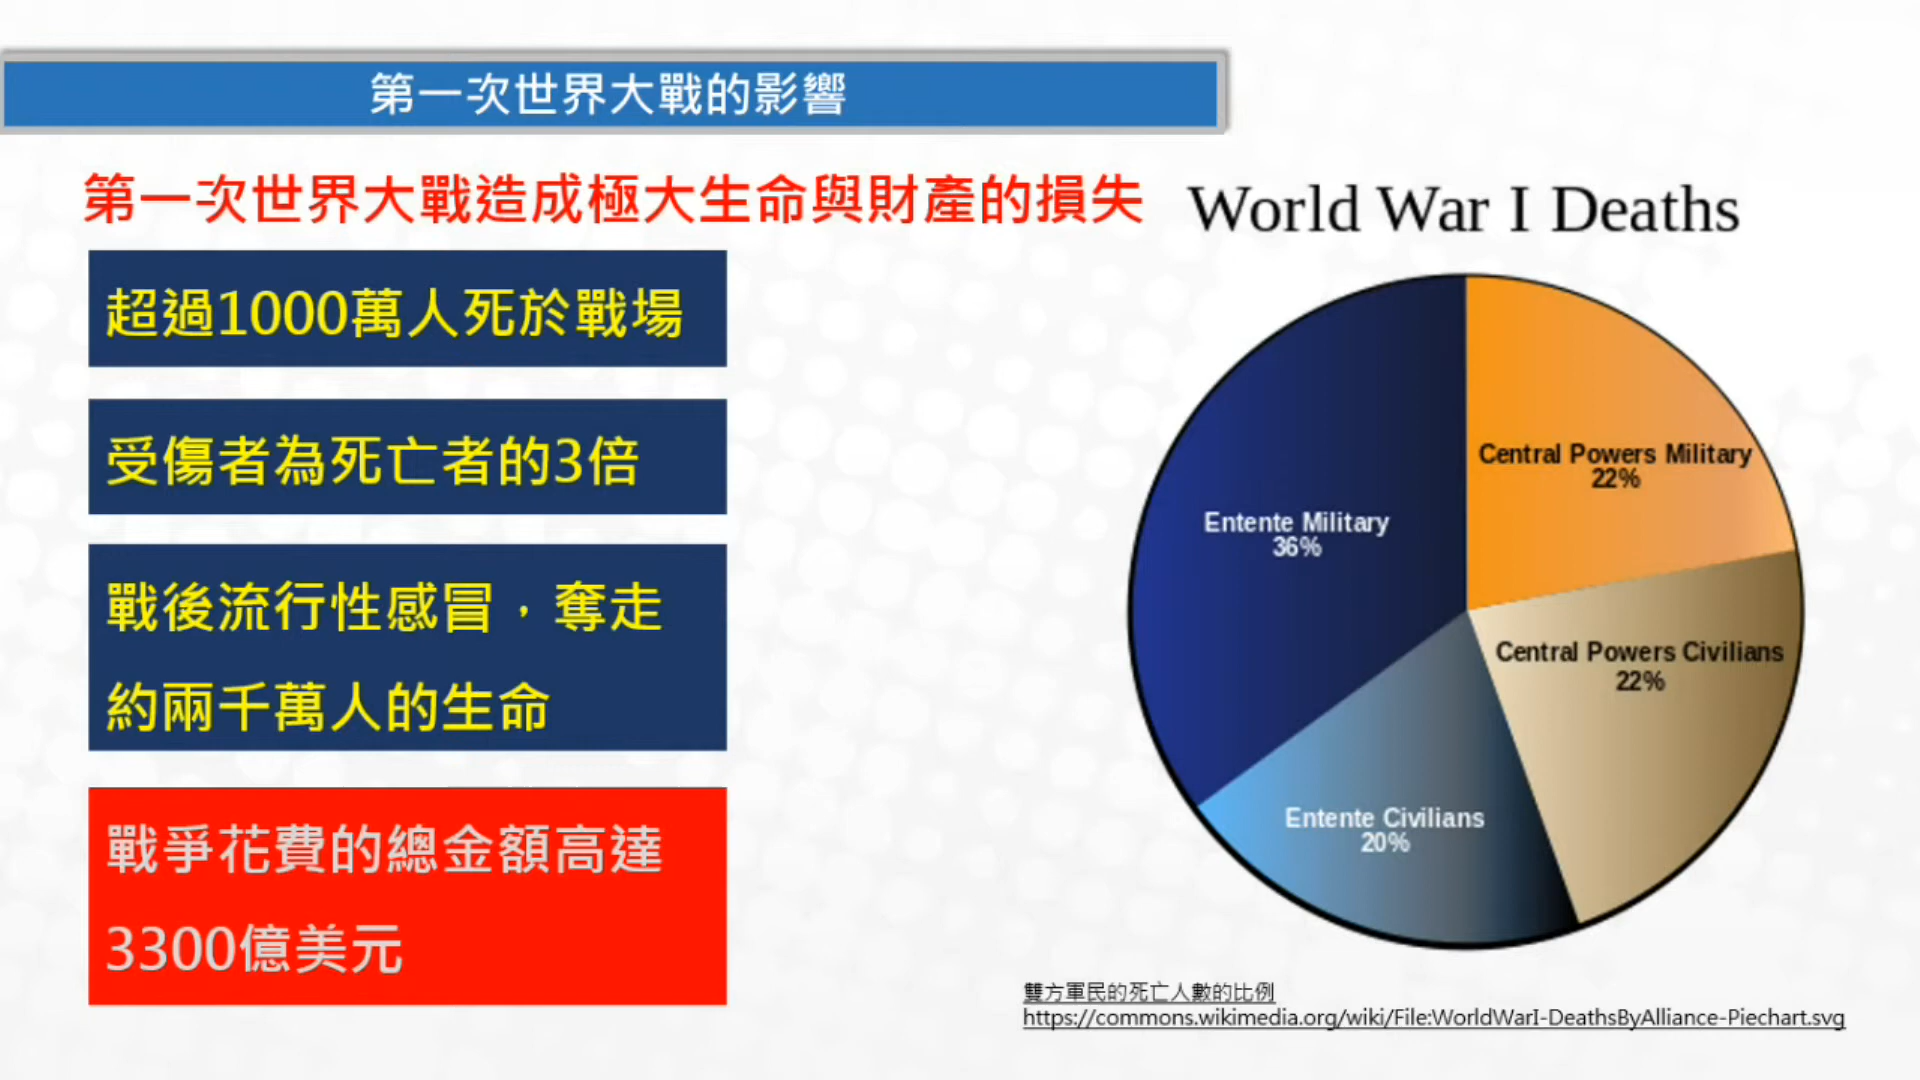 第一次世界大戰的影響
第一次世界大戰造成極大生命與財產的損失
超過1000萬人死於戰場
受傷者為死亡者的3倍
戰後流行性感冒，奪走
約兩千萬人的生命
戰爭花費的總金額高達
3300億美元
World War I Deaths
Central Powers Military
22%
Entente Military
36%
Central Powers Civilians
22%
Entente Civilians
20%
雙方軍民的死亡人數的比例
https://commons.wikimedia.org/wiki/File:WorldWarI-DeathsByAlliance-Piechart.svg